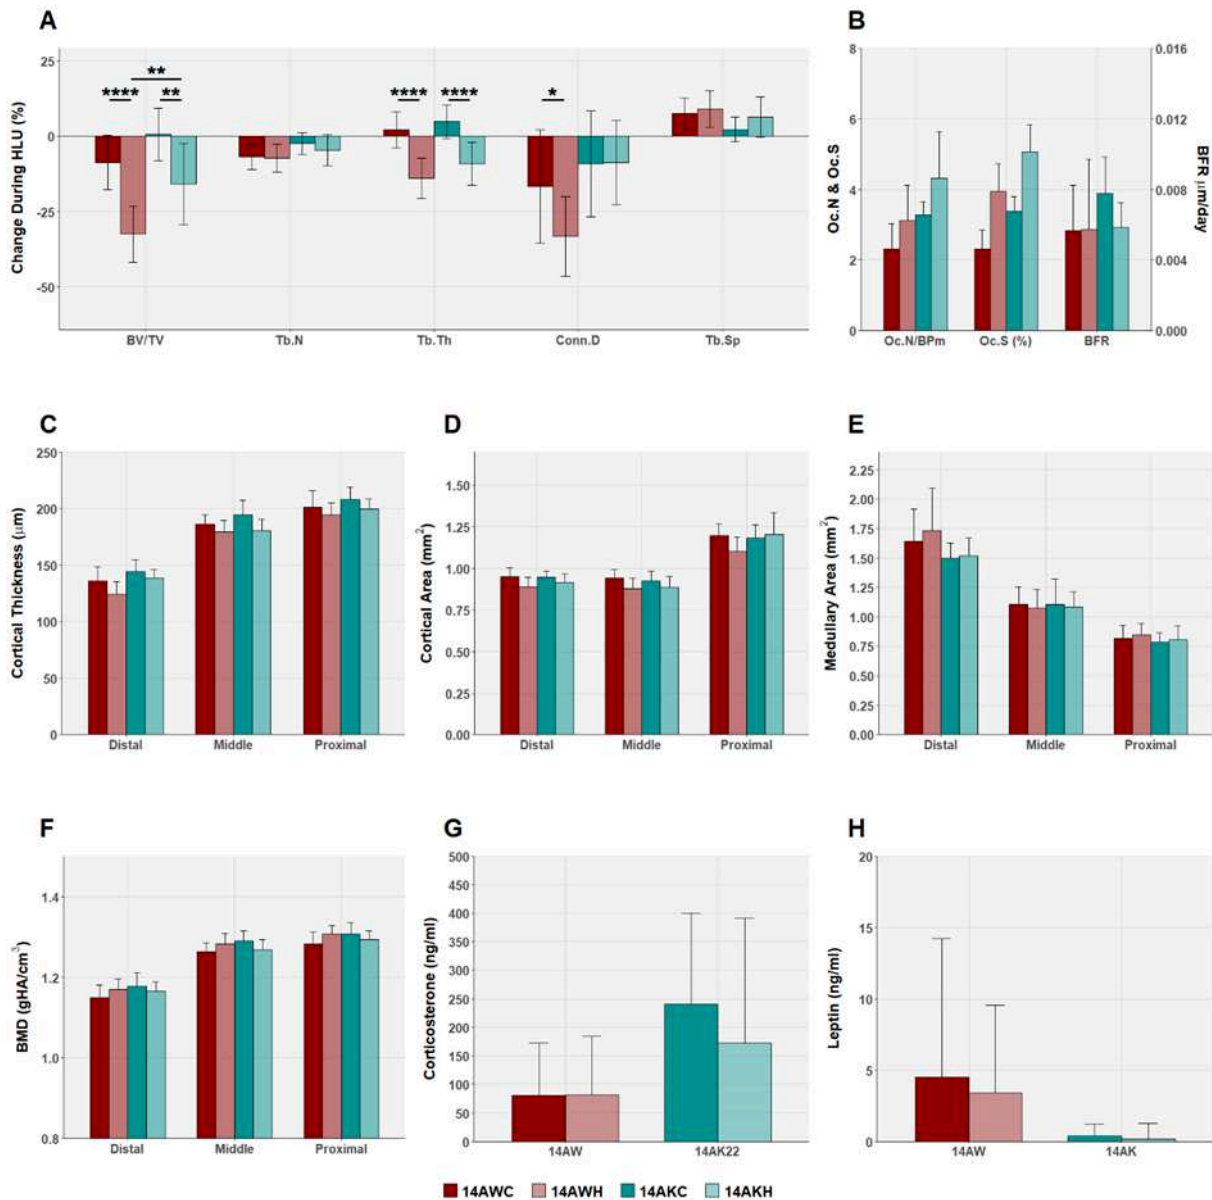 A
Change During HLU (%)
25
0
-25
-50
**
**** ** **** **** *
BV/TV Tb.N Tb.Th Conn.D Tb.Sp
B
Oc.N & Oc.S
8
6
4
2
0
BFR μm/day
0.016
0.012
0.008
0.004
0.000
Oc.N/BPm Oc.S (%) BFR
C
Cortical Thickness (μm)
250
200
150
100
50
0
Distal Middle Proximal
D
Cortical Area (mm²)
1.50
1.25
1.00
0.75
0.50
0.25
0.00
Distal Middle Proximal
E
Medullary Area (mm²)
2.25
2.00
1.75
1.50
1.25
1.00
0.75
0.50
0.25
0.00
Distal Middle Proximal
F
BMD (gHA/cm³)
1.4
1.2
1.0
0.8
Distal Middle Proximal
G
Corticosterone (ng/ml)
500
450
400
350
300
250
200
150
100
50
0
14AW 14AK22
H
Leptin (ng/ml)
20
15
10
5
0
14AW 14AK
14AWC 14AWH 14AKC 14AKH